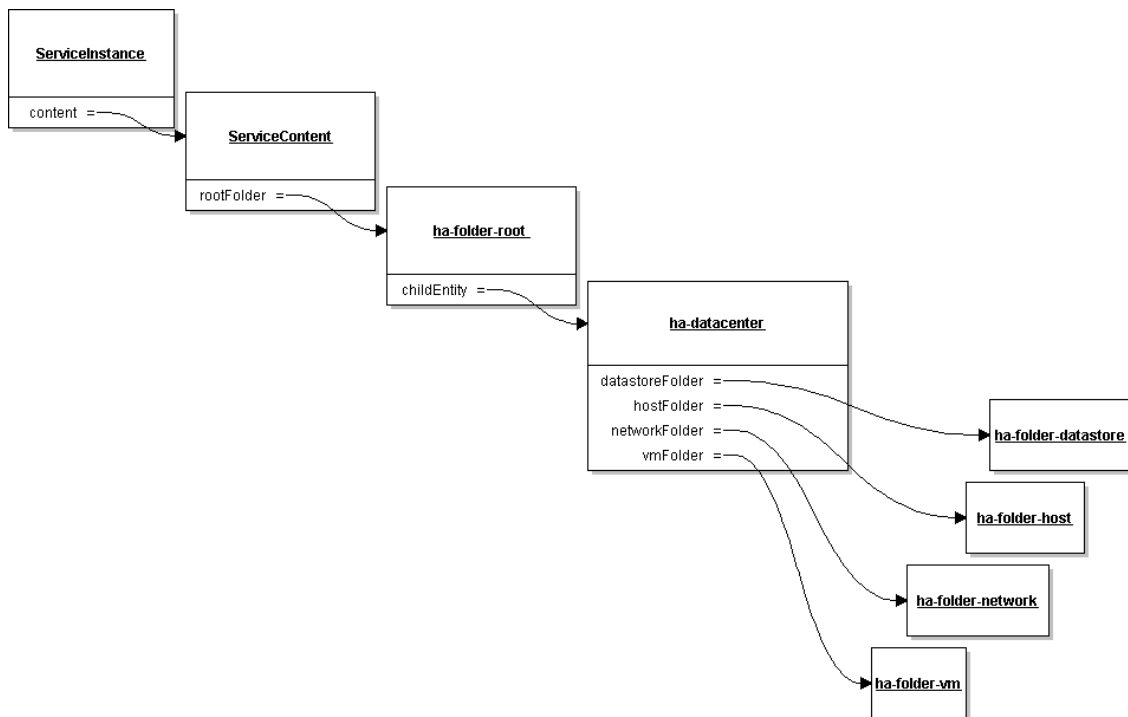 ServiceInstance
content =
ServiceContent
rootFolder =
ha-folder-root
childEntity =
ha-datacenter
datastoreFolder =
hostFolder =
networkFolder =
vmFolder =
ha-folder-datastore
ha-folder-host
ha-folder-network
ha-folder-vm